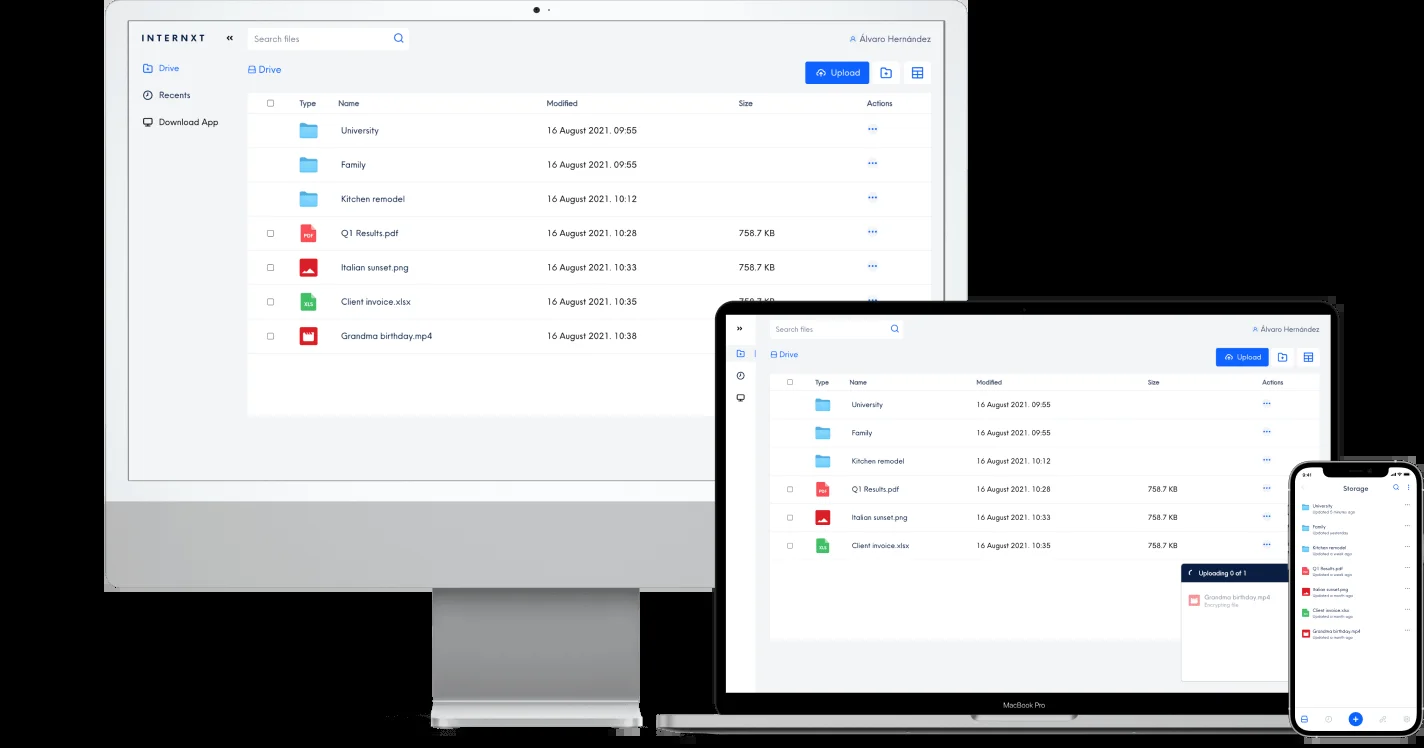 INTERNXT
Search files
Álvaro Hernández
Drive
Recents
Download App
Drive
Upload
Type Name Modified Size Actions
University 16 August 2021. 09:55
Family 16 August 2021. 09:55
Kitchen remodel 16 August 2021. 10:12
PDF Q1 Results.pdf 16 August 2021. 10:28 758.7 KB
Italian sunset.png 16 August 2021. 10:33 758.7 KB
XLS Client invoice.xlsx 16 August 2021. 10:35 758.7 KB
Grandma birthday.mp4 16 August 2021. 10:38
Search files
Álvaro Hernández
Drive
Upload
Type Name Modified Size Actions
University 16 August 2021. 09:55
Family 16 August 2021. 09:55
Kitchen remodel 16 August 2021. 10:12
PDF Q1 Results.pdf 16 August 2021. 10:28 758.7 KB
Italian sunset.png 16 August 2021. 10:33 758.7 KB
XLS Client invoice.xlsx 16 August 2021. 10:35 758.7 KB
Uploading 0 of 1
Grandma birthday.mp4
Encrypting file
MacBook Pro
9:41
Storage
University
Updated 5 minute ago
Family
Updated yesterday
Kitchen remodel
Updated a week ago
Q1 Results.pdf
Updated a week ago
Italian sunset.png
Updated a month ago
Client invoice.xlsx
Updated a month ago
Grandma birthday.mp4
Updated a month ago